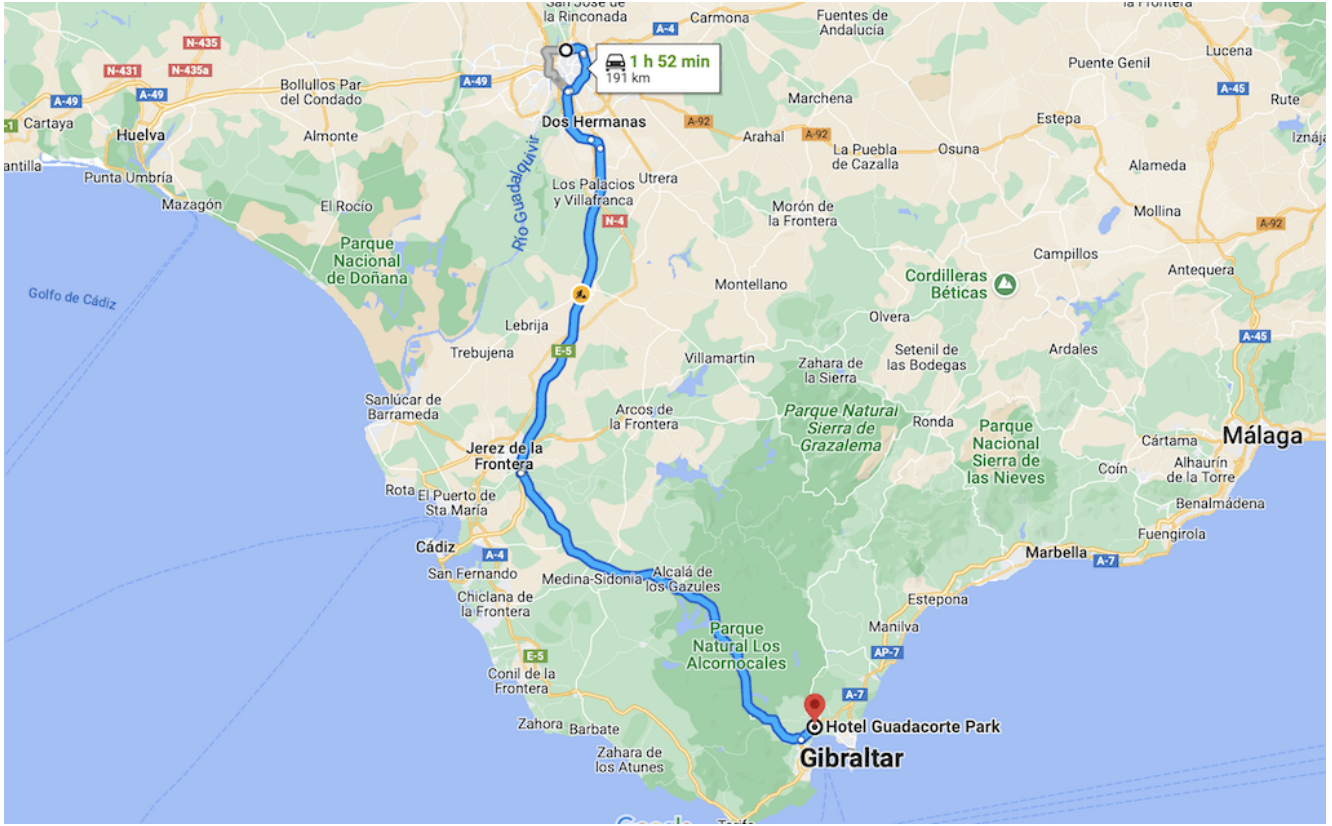 San José de
la Rinconada
Carmona
A-4
Fuentes de
Andalucía
la Frontera
N-435
Lucena
1 h 52 min
191 km
Puente Genil
N-431
N-435a
A-49
Bollullos Par
del Condado
A-45
A-49
A-49
Marchena
Rute
-1
Cartaya
Huelva
Almonte
Dos Hermanas
A-92
Arahal
A-92
Estepa
Iznája
La Puebla
de Cazalla
Osuna
antilla
Punta Umbría
Río Guadalquivir
Los Palacios
y Villafranca
Utrera
Alameda
Mazagón
El Rocío
N-4
Morón de
la Frontera
Mollina
A-92
Parque
Nacional
de Doñana
Campillos
Antequera
Golfo de Cádiz
Montellano
Cordilleras
Béticas
Lebrija
Olvera
A-45
Trebujena
E-5
Villamartin
Zahara de
la Sierra
Setenil de
las Bodegas
Ardales
Sanlúcar de
Barrameda
Arcos de
la Frontera
Parque Natural
Sierra de
Grazalema
Ronda
Parque
Nacional
Sierra de
las Nieves
Cártama
Málaga
Jerez de la
Frontera
Coín
Alhaurín
de la Torre
Rota
El Puerto de
Sta. María
Benalmádena
Fuengirola
Cádiz
A-4
Marbella
A-7
San Fernando
Medina-Sidonia
Alcalá de
los Gazules
Chiclana de
la Frontera
Estepona
Manilva
Parque
Natural Los
Alcornocales
E-5
AP-7
Conil de la
Frontera
A-7
Zahora
Barbate
Hotel Guadacorte Park
Zahara de
los Atunes
Gibraltar
Google
Tarifa